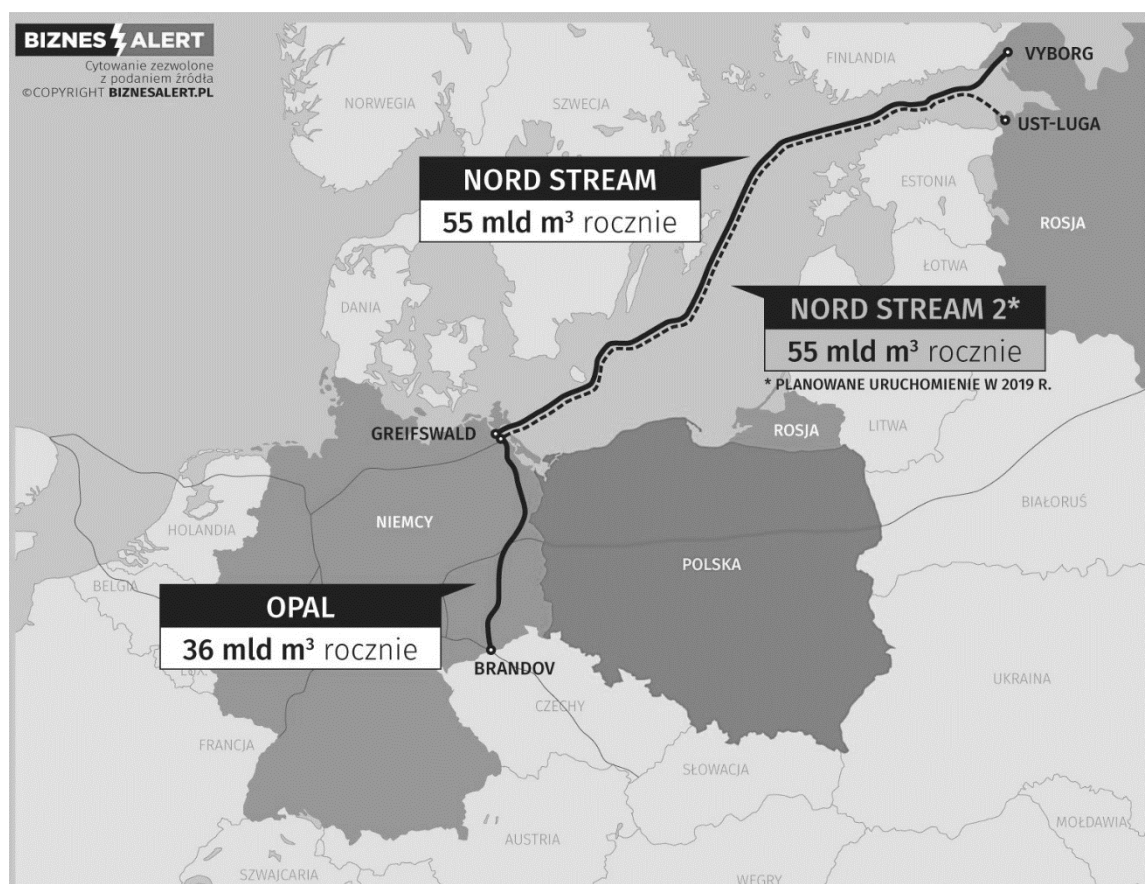 BIZNES ALERT
Cytowanie zezwolone
z podaniem źródła
©COPYRIGHT BIZNESALERT.PL
NORWEGIA
SZWECJA
FINLANDIA
VYBORG
UST-LUGA
NORD STREAM
55 mld m³ rocznie
ESTONIA
ROSJA
ŁOTWA
DANIA
NORD STREAM 2*
55 mld m³ rocznie
* PLANOWANE URUCHOMIENIE W 2019 R.
GREIFSWALD
ROSJA
LITWA
BIAŁORUŚ
HOLANDIA
NIEMCY
POLSKA
BELGIA
OPAL
36 mld m³ rocznie
LUX.
BRANDOV
UKRAINA
CZECHY
FRANCJA
SŁOWACJA
MOŁDAWIA
AUSTRIA
SZWAJCARIA
WĘGRY